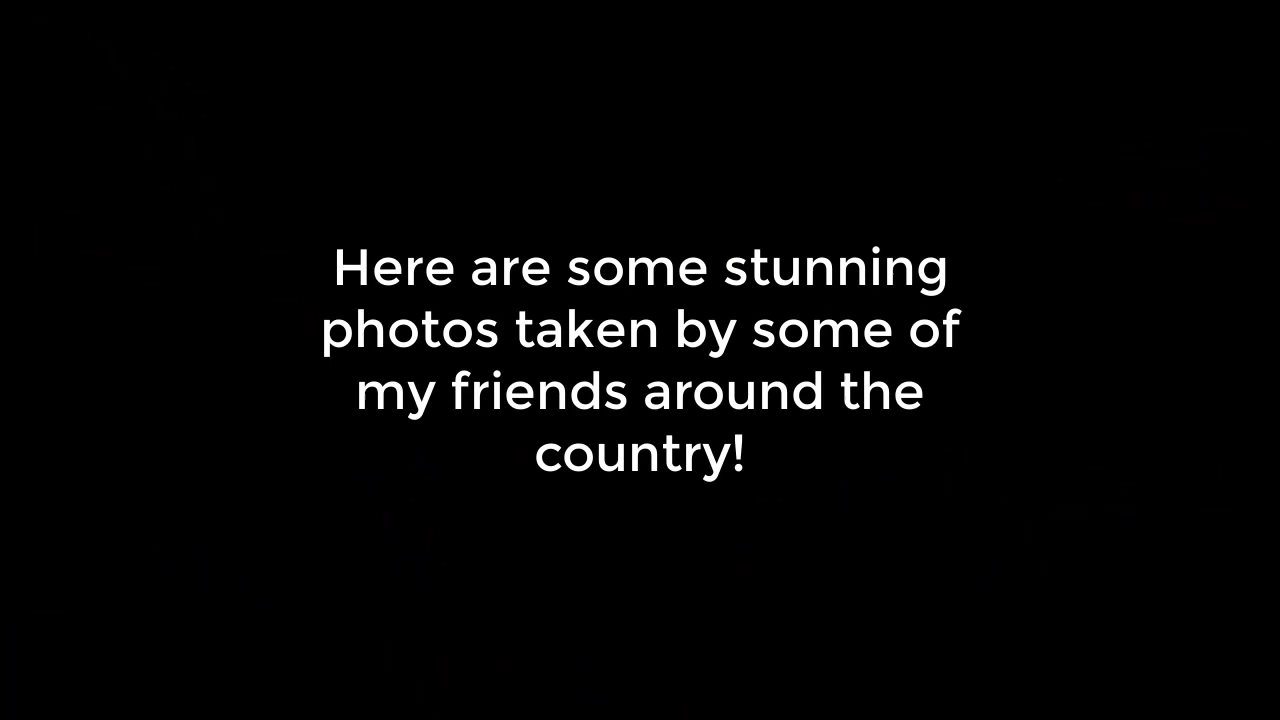 Here are some stunning
photos taken by some of
my friends around the
country!